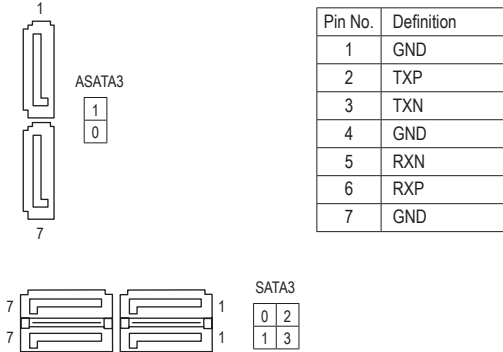 1
ASATA3
1
0
7
Pin No. Definition
1 GND
2 TXP
3 TXN
4 GND
5 RXN
6 RXP
7 GND
SATA3
7 1
7 1
0 2
1 3